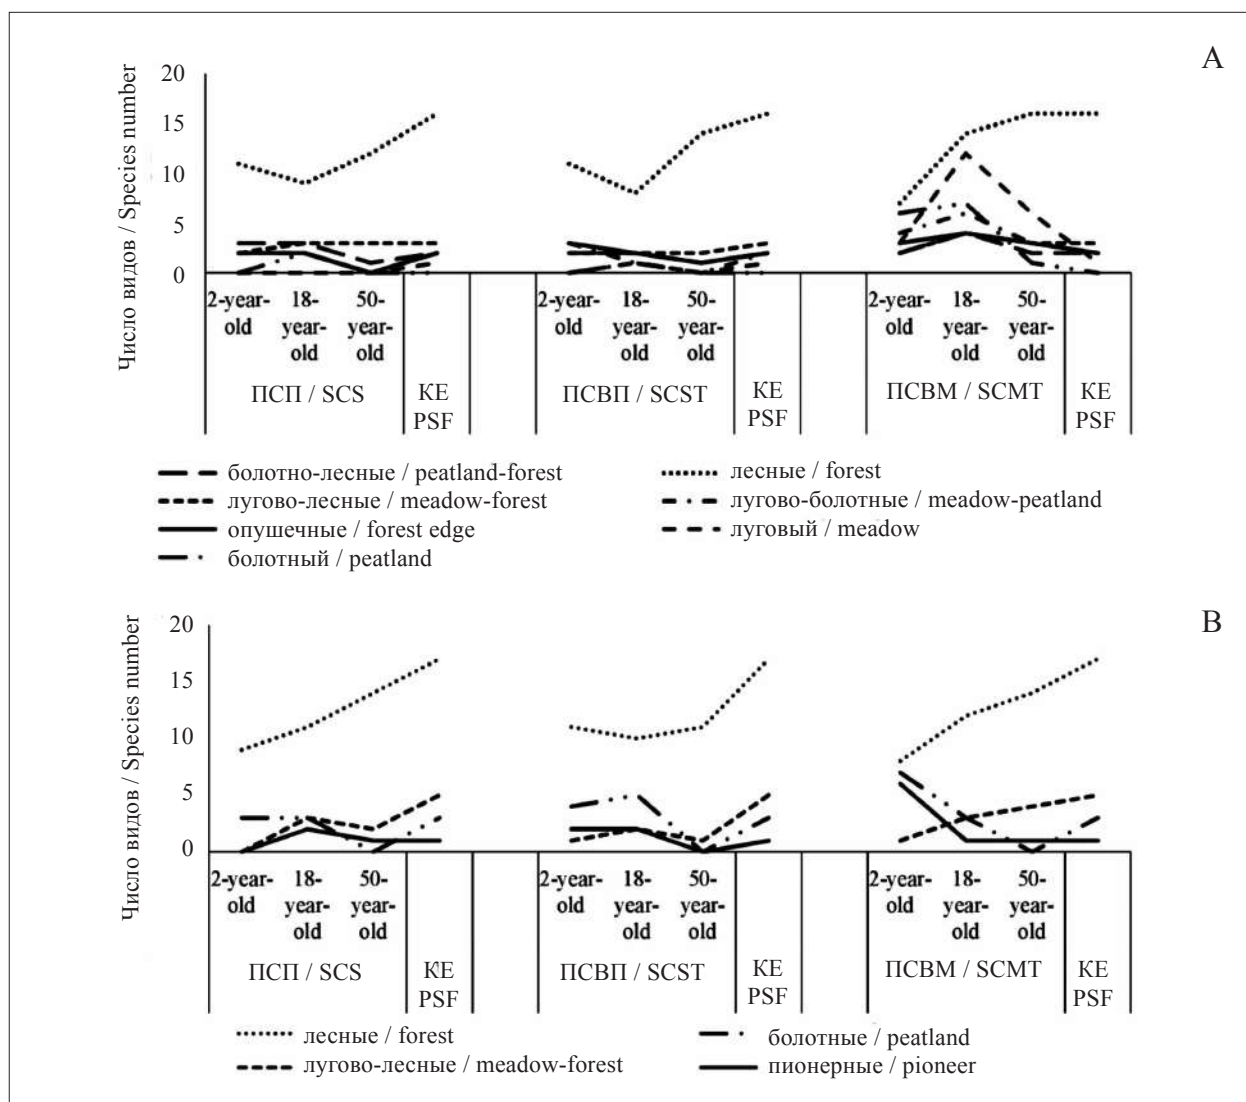 A
Число видов / Species number
20
15
10
5
0
2-year-old 18-year-old 50-year-old
2-year-old 18-year-old 50-year-old
2-year-old 18-year-old 50-year-old
ПСП / SCS КЕ PSF ПСВП / SCST КЕ PSF ПСВМ / SCMT КЕ PSF
болотно-лесные / peatland-forest
лугово-лесные / meadow-forest
опушечные / forest edge
болотный / peatland
лесные / forest
лугово-болотные / meadow-peatland
луговый / meadow
B
Число видов / Species number
20
15
10
5
0
2-year-old 18-year-old 50-year-old
2-year-old 18-year-old 50-year-old
2-year-old 18-year-old 50-year-old
ПСП / SCS КЕ PSF ПСВП / SCST КЕ PSF ПСВМ / SCMT КЕ PSF
лесные / forest
лугово-лесные / meadow-forest
болотные / peatland
пионерные / pioneer